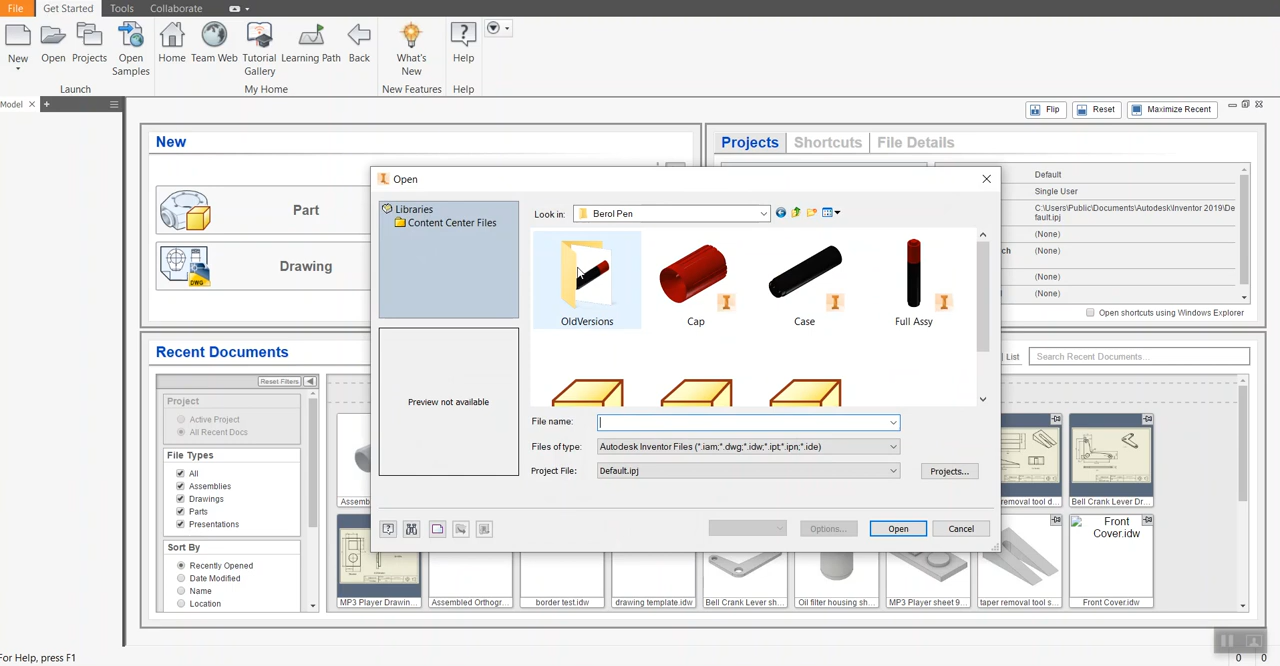 File
Get Started
Tools
Collaborate
New
Open
Projects
Open Samples
Home
Team Web
Tutorial Gallery
Learning Path
Back
What's New
Help
Launch
My Home
New Features
Help
Model
Flip
Reset
Maximize Recent
New
Projects
Shortcuts
File Details
Part
Drawing
Default
Single User
C:\Users\Public\Documents\Autodesk\Inventor 2019\De
fault.ipj
(None)
(None)
(None)
(None)
Open shortcuts using Windows Explorer
Open
Libraries
Content Center Files
Look in:
Berol Pen
OldVersions
Cap
Case
Full Assy
Preview not available
File name:
Files of type:
Autodesk Inventor Files (*.iam;*.dwg;*.idw;*.ipt;*.ipn;*.ide)
Project File:
Default.ipj
Projects...
Options...
Open
Cancel
Recent Documents
List
Search Recent Documents...
Reset Filters
Project
Active Project
All Recent Docs
File Types
All
Assemblies
Drawings
Parts
Presentations
Sort By
Recently Opened
Date Modified
Name
Location
Bell Crank Lever Dr...
Front
Cover.idw
MP3 Player Drawin...
Assembled Orthogr...
border test.idw
drawing template.idw
Bell Crank Lever sh...
Oil filter housing sh...
MP3 Player sheet 9...
taper removal tool s...
Front Cover.idw
For Help, press F1
0
0